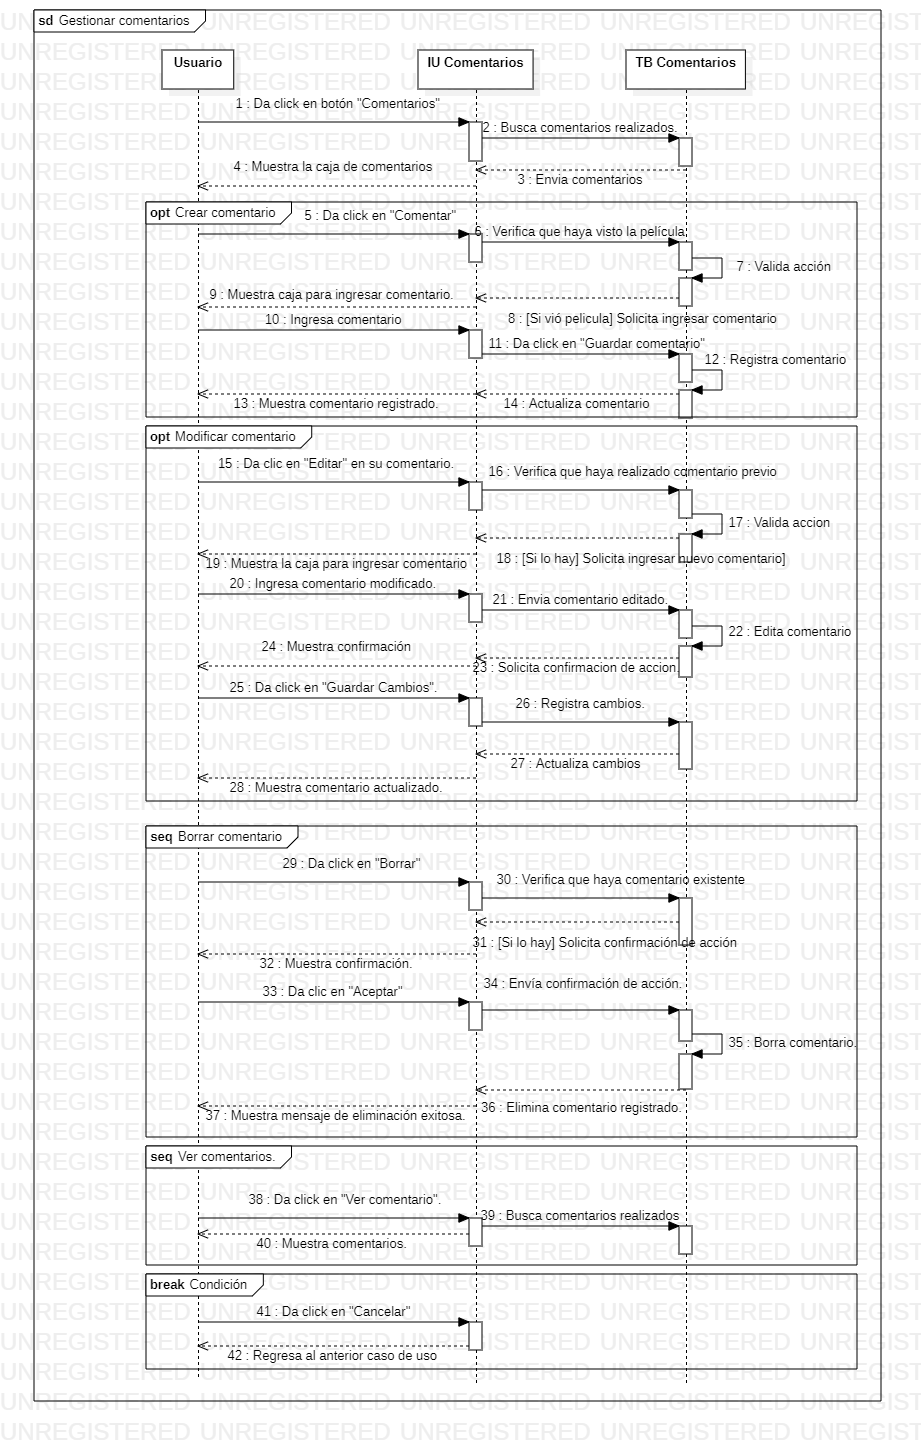 sd Gestionar comentarios
Usuario
IU Comentarios
TB Comentarios
1 : Da click en botón "Comentarios"
2 : Busca comentarios realizados.
4 : Muestra la caja de comentarios
3 : Envia comentarios
opt Crear comentario
5 : Da click en "Comentar"
6 : Verifica que haya visto la película
7 : Valida acción
9 : Muestra caja para ingresar comentario.
8 : [Si vió pelicula] Solicita ingresar comentario
10 : Ingresa comentario
11 : Da click en "Guardar comentario"
12 : Registra comentario
13 : Muestra comentario registrado.
14 : Actualiza comentario
opt Modificar comentario
15 : Da clic en "Editar" en su comentario.
16 : Verifica que haya realizado comentario previo
17 : Valida accion
18 : [Si lo hay] Solicita ingresar nuevo comentario]
19 : Muestra la caja para ingresar comentario
20 : Ingresa comentario modificado.
21 : Envia comentario editado.
22 : Edita comentario
24 : Muestra confirmación
23 : Solicita confirmacion de accion.
25 : Da click en "Guardar Cambios".
26 : Registra cambios.
27 : Actualiza cambios
28 : Muestra comentario actualizado.
seq Borrar comentario
29 : Da click en "Borrar"
30 : Verifica que haya comentario existente
31 : [Si lo hay] Solicita confirmación de acción
32 : Muestra confirmación.
33 : Da clic en "Aceptar"
34 : Envía confirmación de acción.
35 : Borra comentario.
36 : Elimina comentario registrado.
37 : Muestra mensaje de eliminación exitosa.
seq Ver comentarios.
38 : Da click en "Ver comentario".
39 : Busca comentarios realizados
40 : Muestra comentarios.
break Condición
41 : Da click en "Cancelar"
42 : Regresa al anterior caso de uso